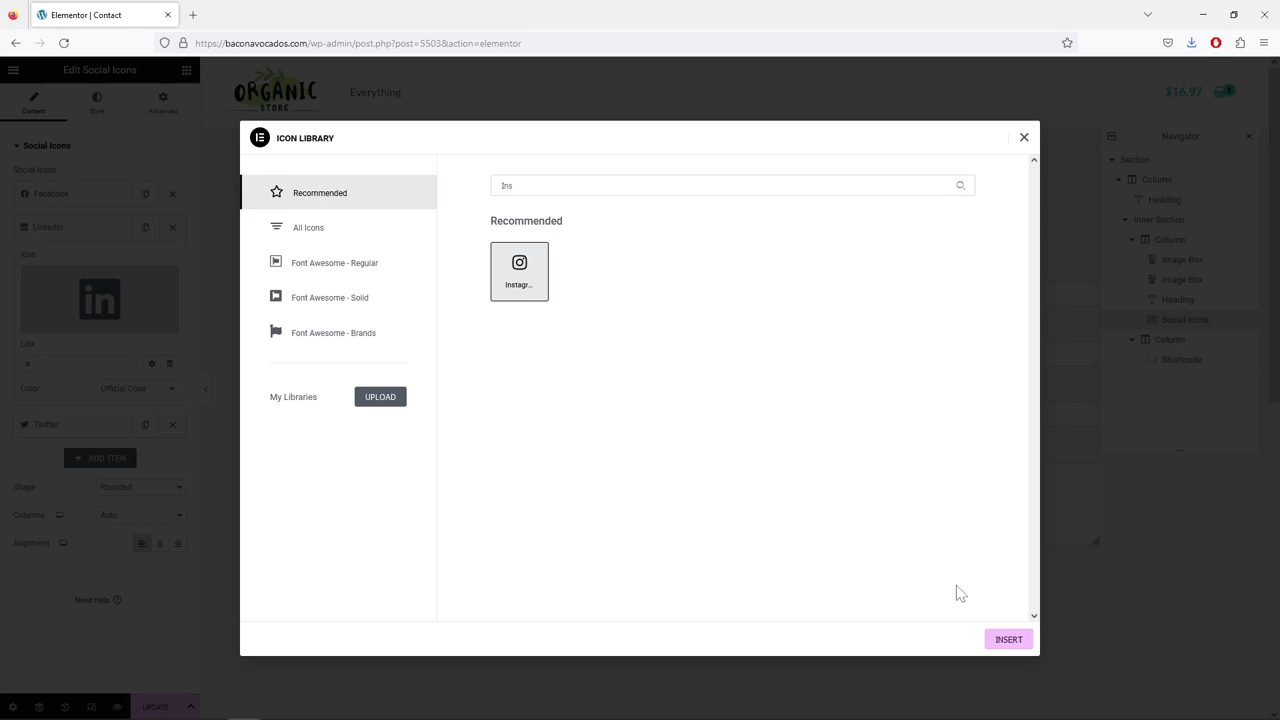 Elementor | Contact
https://baconavocados.com/wp-admin/post.php?post=5503&action=elementor
Edit Social Icons
Content
Style
Advanced
Social Icons
Social Icons
Facebook
Linkedin
Icon
Link
#
Color
Official Color
Twitter
ADD ITEM
Shape
Rounded
Columns
Auto
Alignment
Need Help
UPDATE
ORGANIC
STORE
Everything
$16.97
ICON LIBRARY
Recommended
All Icons
Font Awesome - Regular
Font Awesome - Solid
Font Awesome - Brands
My Libraries
UPLOAD
Ins
Recommended
Instagr...
INSERT
Navigator
Section
Column
Heading
Inner Section
Column
Image Box
Image Box
Heading
Social Icons
Column
Shortcode